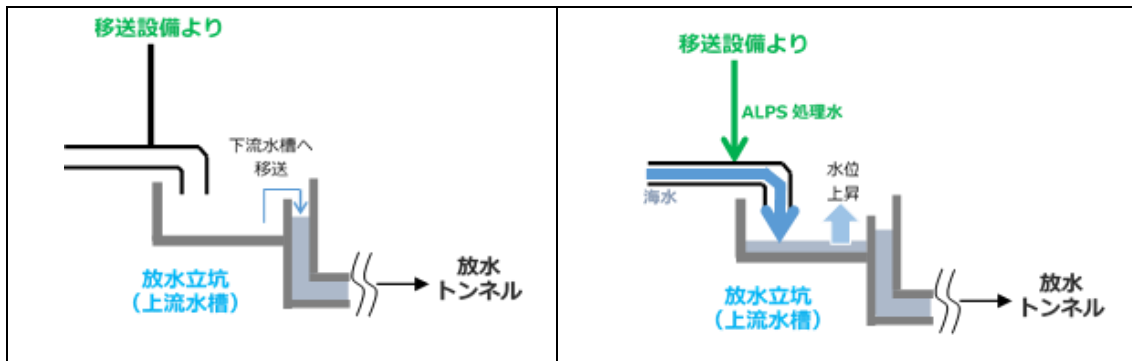 移送設備より
下流水槽へ
移送
放水立坑
（上流水槽）
放水
トンネル
移送設備より
ALPS 処理水
海水
水位
上昇
放水立坑
（上流水槽）
放水
トンネル